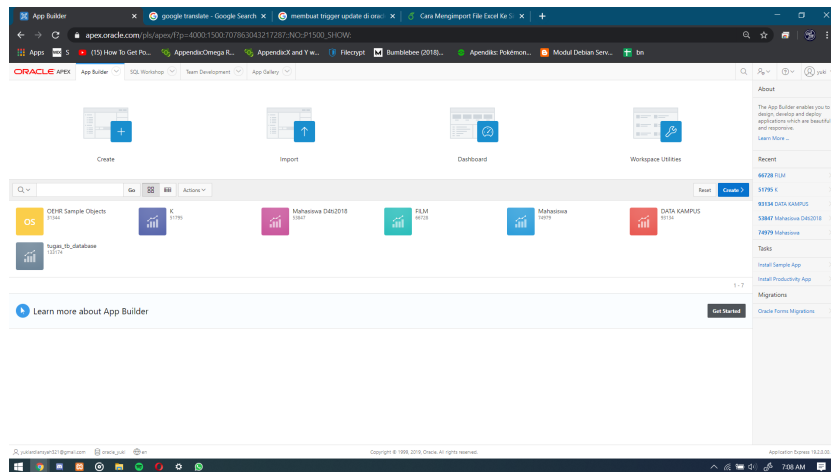 App Builder
google translate - Google Search
membuat trigger update di orac
Cara Mengimport File Excel Ke S
apex.oracle.com/pls/apex/f?p=4000:1500:707863043217287::NO::P1500_SHOW:
Apps
S
(15) How To Get Po...
Appendix:Omega R...
Appendix:X and Y w...
Filecrypt
Bumblebee (2018)...
Apendiks: Pokémon...
Modul Debian Serv...
bn
ORACLE APEX
App Builder
SQL Workshop
Team Development
App Gallery
yuki
Create
Import
Dashboard
Workspace Utilities
Go
Actions
Reset
Create
OS
OEHR Sample Objects
31344
K
51795
Mahasiswa D4ti2018
53847
FILM
66728
Mahasiswa
74979
DATA KAMPUS
93134
tugas_tb_database
132174
1 - 7
Learn more about App Builder
Get Started
About
The App Builder enables you to
design, develop and deploy
applications which are beautiful
and responsive.
Learn More ...
Recent
66728 FILM
51795 K
93134 DATA KAMPUS
53847 Mahasiswa D4ti2018
74979 Mahasiswa
Tasks
Install Sample App
Install Productivity App
Migrations
Oracle Forms Migrations
oracle_yuki
en
Copyright © 1999, 2019, Oracle. All rights reserved.
Application Express 19.2.0.00
7:08 AM